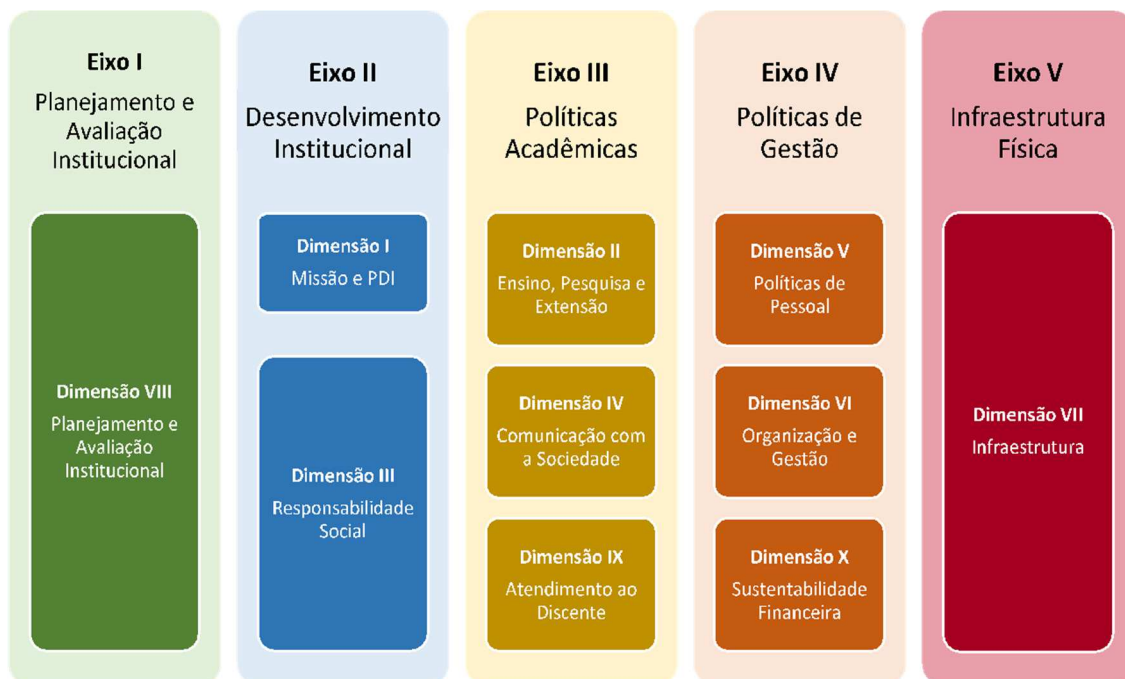 Eixo I
Planejamento e
Avaliação
Institucional
Dimensão VIII
Planejamento e
Avaliação
Institucional
Eixo II
Desenvolvimento
Institucional
Dimensão I
Missão e PDI
Dimensão III
Responsabilidade
Social
Eixo III
Políticas
Acadêmicas
Dimensão II
Ensino, Pesquisa e
Extensão
Dimensão IV
Comunicação com
a Sociedade
Dimensão IX
Atendimento ao
Discente
Eixo IV
Políticas de
Gestão
Dimensão V
Políticas de
Pessoal
Dimensão VI
Organização e
Gestão
Dimensão X
Sustentabilidade
Financeira
Eixo V
Infraestrutura
Física
Dimensão VII
Infraestrutura